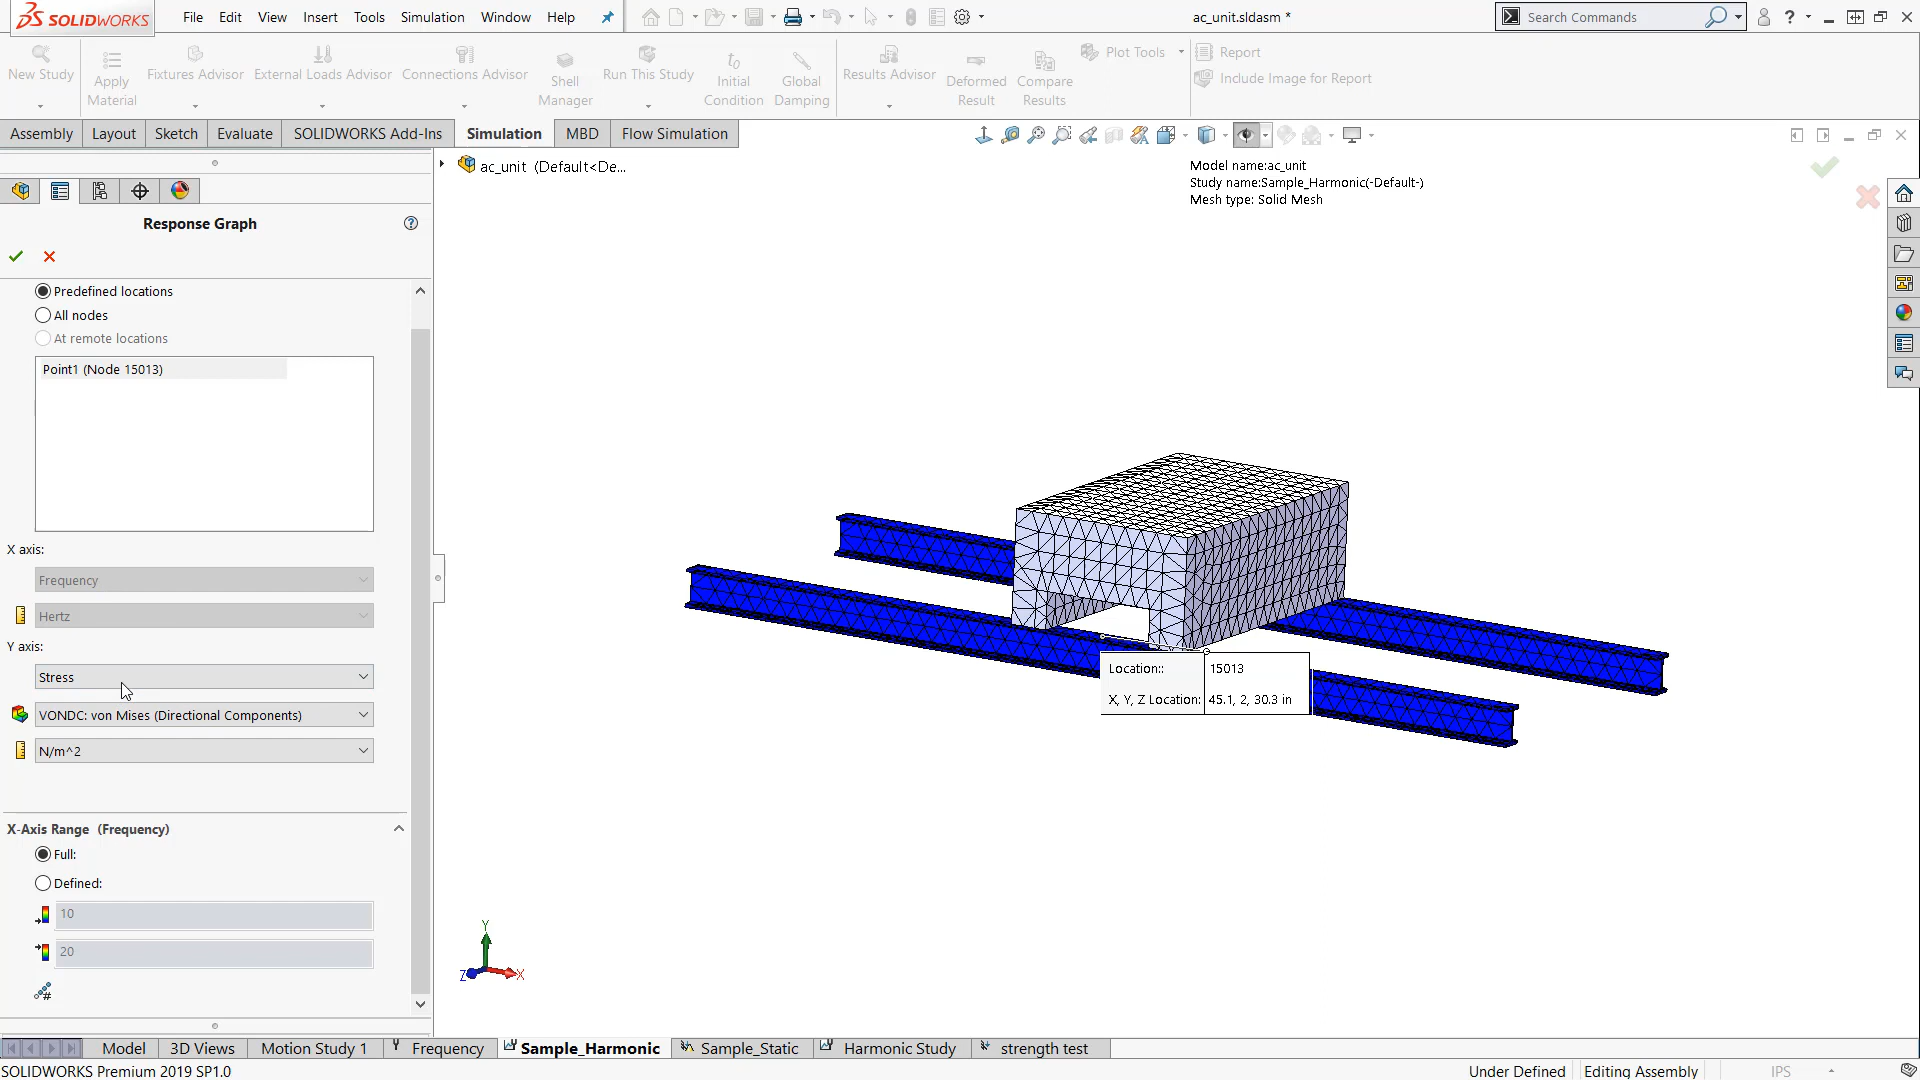 SOLIDWORKS File Edit View Insert Tools Simulation Window Help ac_unit.sldasm * Search Commands ?
New Study Apply Material Fixtures Advisor External Loads Advisor Connections Advisor Shell Manager Run This Study Initial Condition Global Damping Results Advisor Deformed Result Compare Results Plot Tools Report
Include Image for Report
Assembly Layout Sketch Evaluate SOLIDWORKS Add-Ins Simulation MBD Flow Simulation
ac_unit (Default<De...
Model name:ac_unit
Study name:Sample_Harmonic(-Default-)
Mesh type: Solid Mesh
Response Graph
Predefined locations
All nodes
At remote locations
Point1 (Node 15013)
X axis:
Frequency
Hertz
Y axis:
Stress
VONDC: von Mises (Directional Components)
N/m^2
X-Axis Range (Frequency)
Full:
Defined:
10
20
Location:: 15013
X, Y, Z Location: 45.1, 2, 30.3 in
Y
Z X
Model 3D Views Motion Study 1 Frequency Sample_Harmonic Sample_Static Harmonic Study strength test
SOLIDWORKS Premium 2019 SP1.0 Under Defined Editing Assembly IPS